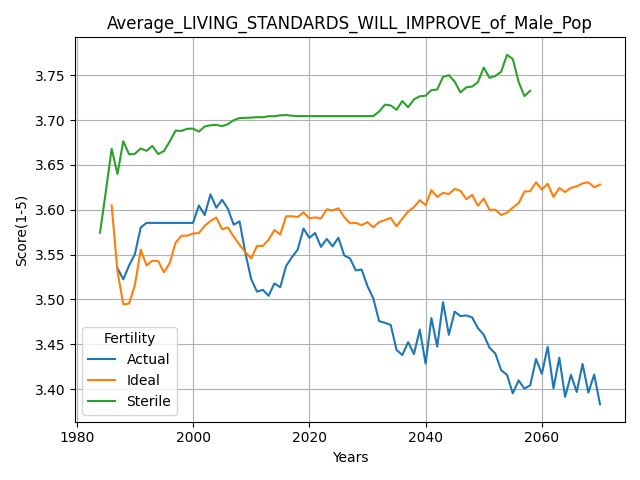 Average_LIVING_STANDARDS_WILL_IMPROVE_of_Male_Pop
Score(1-5)
3.75
3.70
3.65
3.60
3.55
3.50
3.45
3.40
Fertility
Actual
Ideal
Sterile
1980 2000 2020 2040 2060
Years